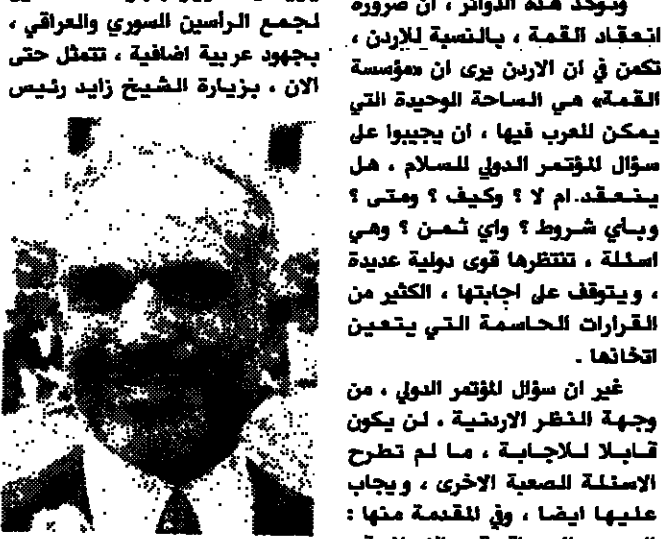 وتؤكد هذه الدوائر ، ان ضرورة
انعقاد القمة ، بالنسبة للاردن ،
تكمن في ان الاردن يرى ان «مؤسسة
القمة» هي الساحة الوحيدة التي
يمكن للعرب فيها ، ان يجيبوا على
سؤال المؤتمر الدولي للسلام ، هل
ينعقد ام لا ؟ وكيف ؟ ومتى ؟
وبأي شروط ؟ واي ثمن ؟ وهي
اسئلة ، تنتظرها قوى دولية عديدة
، ويتوقف على اجابتها ، الكثير من
القرارات الحاسمة التي يتعين
اتخاذها .
غير ان سؤال المؤتمر الدولي ، من
وجهة النظر الاردنية ، لن يكون
قابلا للاجابة ، ما لم تطرح
الاسئلة الصعبة الاخرى ، ويجاب
عليها ايضا ، وفي المقدمة منها :
لجمع الرأسين السوري والعراقي ،
بجهود عربية اضافية ، تتمثل حتى
الان ، بزيارة الشيخ زايد رئيس